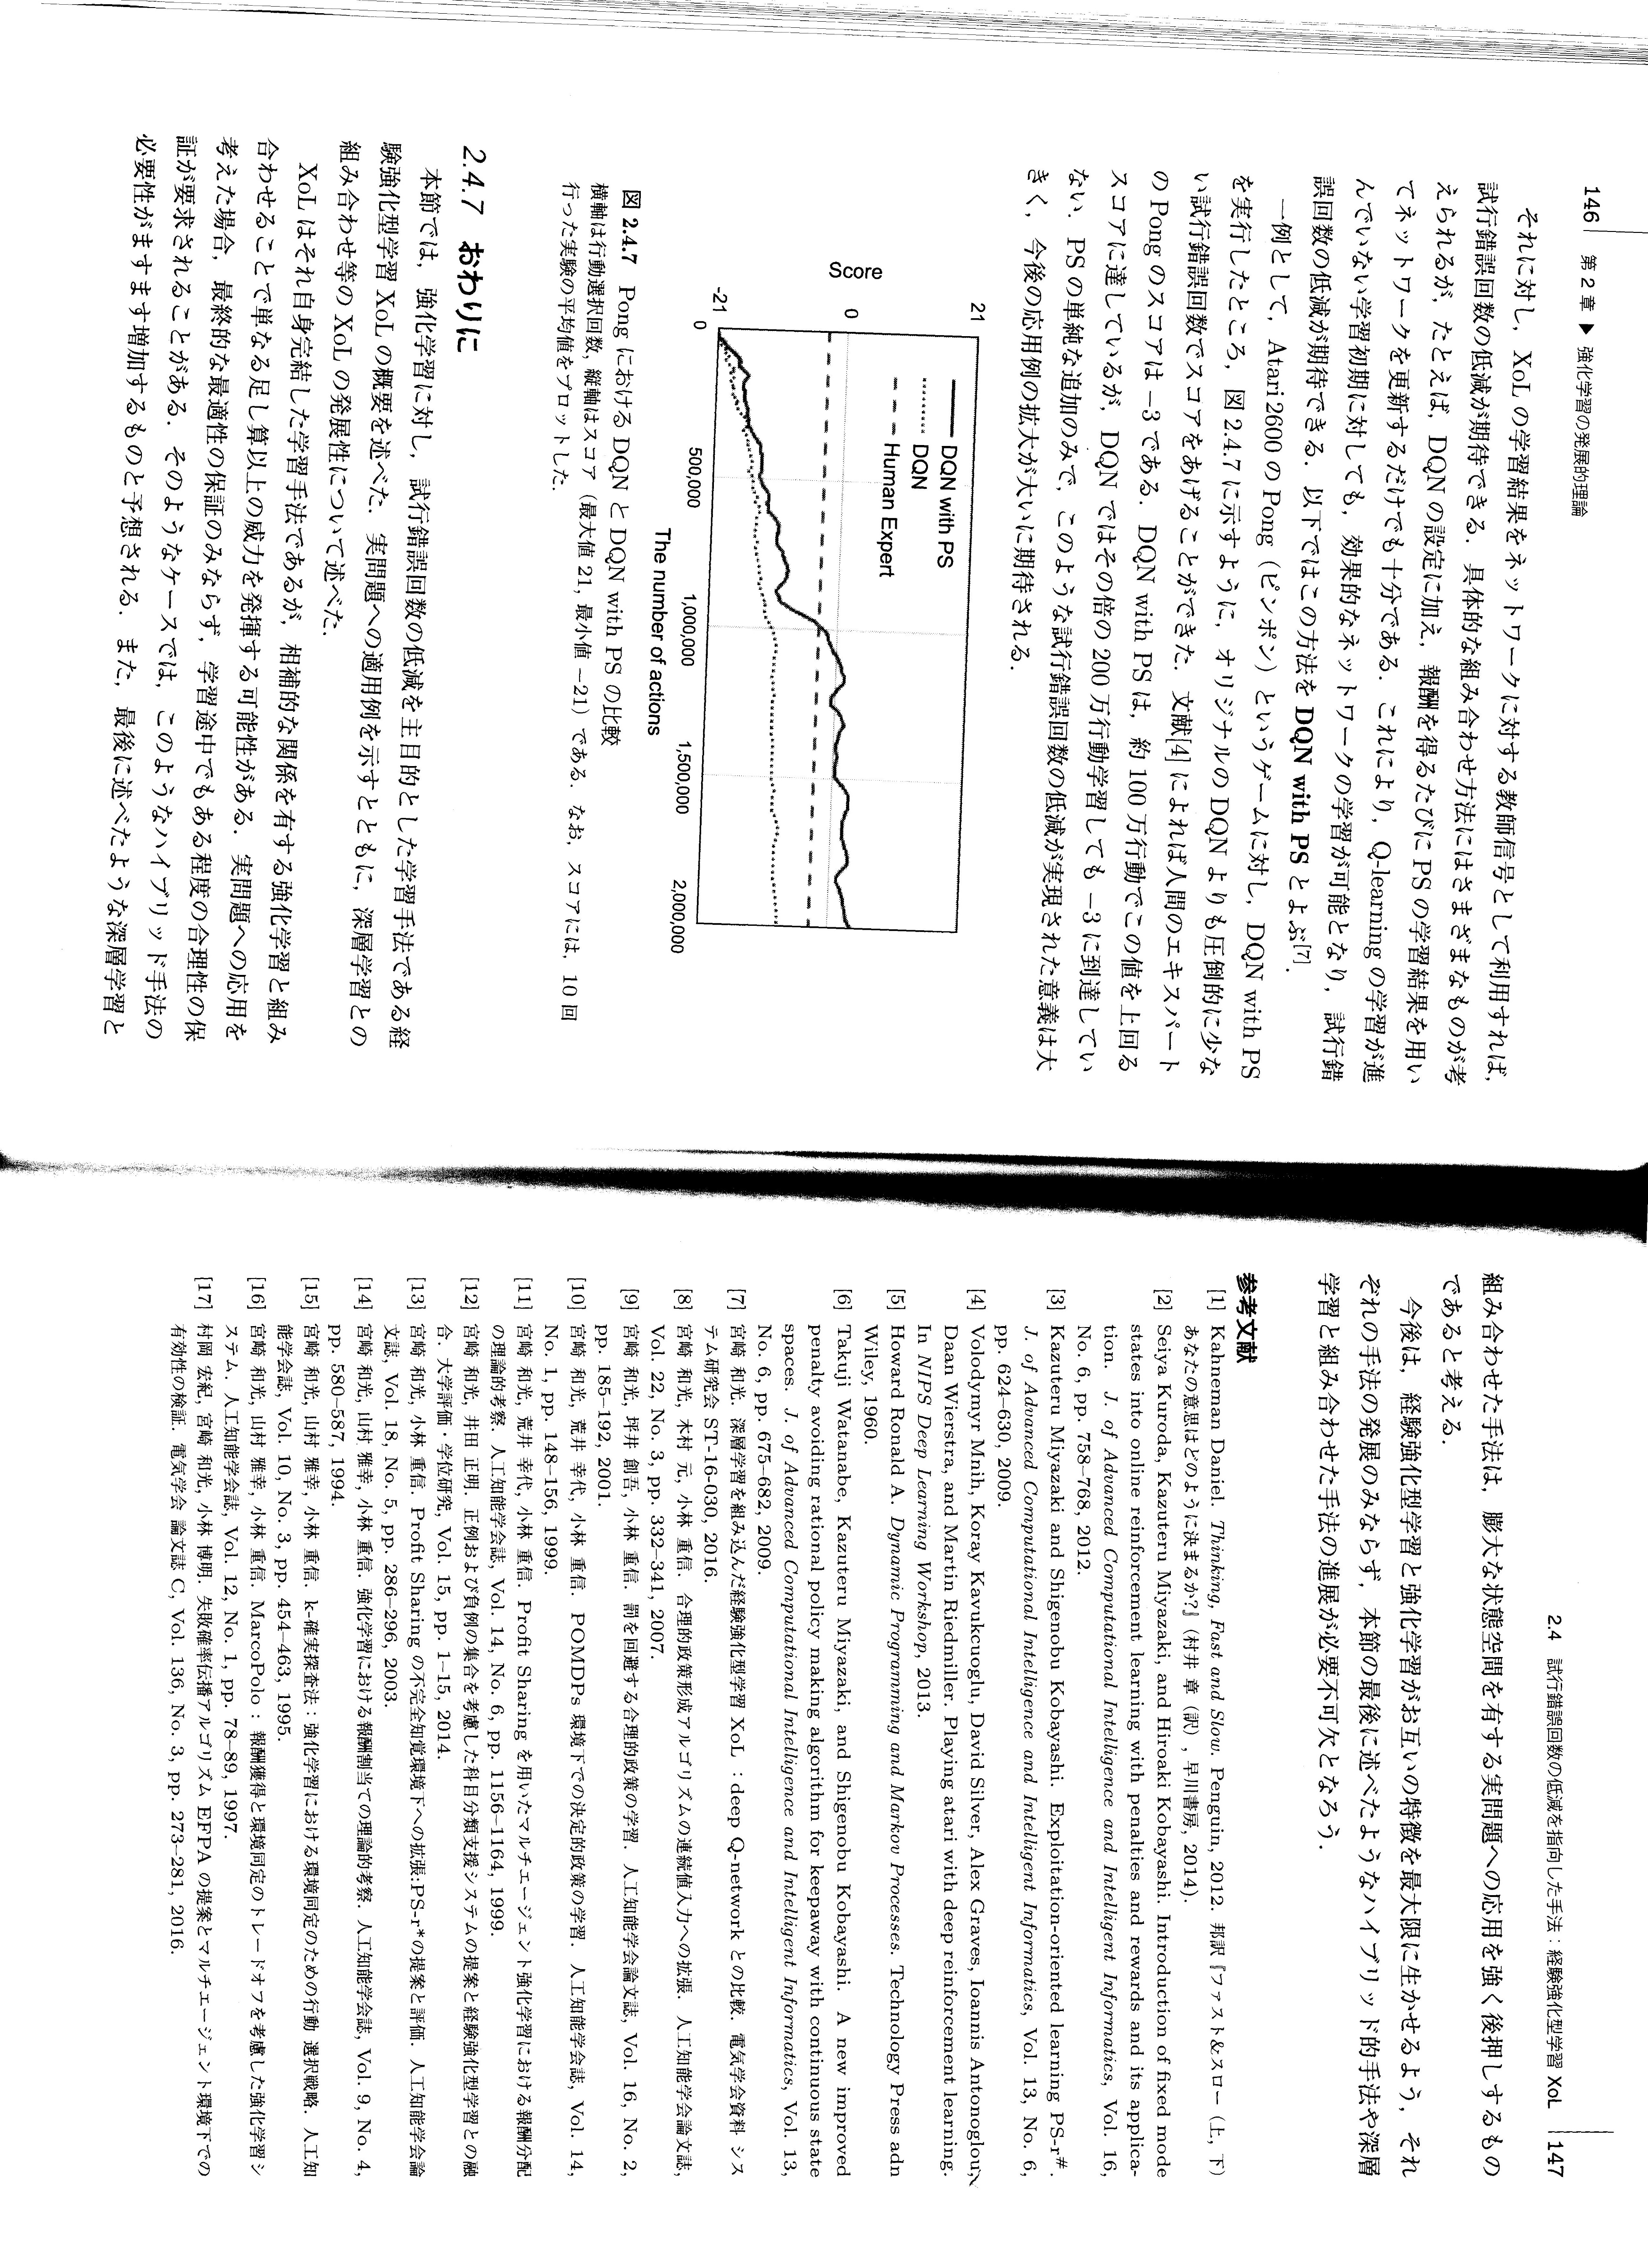 146 第 2 章 ▶ 強化学習の発展的理論
それに対し，XoL の学習結果をネットワークに対する教師信号として利用すれば，
試行錯誤回数の低減が期待できる．具体的な組み合わせ方法にはさまざまなものが考
えられるが，たとえば，DQN の設定に加え，報酬を得るたびに PS の学習結果を用い
てネットワークを更新するだけでも十分である．これにより，Q-learning の学習が進
んでいない学習初期に対しても，効果的なネットワークの学習が可能となり，試行錯
誤回数の低減が期待できる．以下ではこの方法を DQN with PS とよぶ[7]．
一例として，Atari2600 の Pong（ピンポン）というゲームに対し，DQN with PS
を実行したところ，図 2.4.7 に示すように，オリジナルの DQN よりも圧倒的に少な
い試行錯誤回数でスコアをあげることができた．文献[4] によれば人間のエキスパート
の Pong のスコアは −3 である．DQN with PS は，約 100 万行動でこの値を上回る
スコアに達しているが，DQN ではその倍の 200 万行動学習しても −3 に到達してい
ない．PS の単純な追加のみで，このような試行錯誤回数の低減が実現された意義は大
きく，今後の応用例の拡大が大いに期待される．
21
0
-21
Score
DQN with PS
DQN
Human Expert
0
500,000
1,000,000
1,500,000
2,000,000
The number of actions
図 2.4.7 Pong における DQN と DQN with PS の比較
横軸は行動選択回数，縦軸はスコア（最大値 21，最小値 −21）である．なお，スコアには，10 回
行った実験の平均値をプロットした．
2.4.7 おわりに
本節では，強化学習に対し，試行錯誤回数の低減を主目的とした学習手法である経
験強化型学習 XoL の概要を述べた．実問題への適用例を示すとともに，深層学習との
組み合わせ等の XoL の発展性について述べた．
XoL はそれ自身完結した学習手法であるが，相補的な関係を有する強化学習と組み
合わせることで単なる足し算以上の威力を発揮する可能性がある．実問題への応用を
考えた場合，最終的な最適性の保証のみならず，学習途中でもある程度の合理性の保
証が要求されることがある．そのようなケースでは，このようなハイブリッド手法の
必要性がますます増加するものと予想される．また，最後に述べたような深層学習と
2.4 試行錯誤回数の低減を指向した手法：経験強化型学習 XoL 147
組み合わせた手法は，膨大な状態空間を有する実問題への応用を強く後押しするもの
であると考える．
今後は，経験強化型学習と強化学習がお互いの特徴を最大限に生かせるよう，それ
ぞれの手法の発展のみならず，本節の最後に述べたようなハイブリッド的手法や深層
学習と組み合わせた手法の進展が必要不可欠となろう．
参考文献
[1] Kahneman Daniel. Thinking, Fast and Slow. Penguin, 2012. 邦訳『ファスト&スロー（上，下）
あなたの意思はどのように決まるか?』（村井 章（訳），早川書房，2014）．
[2] Seiya Kuroda, Kazuteru Miyazaki, and Hiroaki Kobayashi. Introduction of fixed mode
states into online reinforcement learning with penalties and rewards and its applica-
tion. J. of Advanced Computational Intelligence and Intelligent Informatics, Vol. 16,
No. 6, pp. 758–768, 2012.
[3] Kazuteru Miyazaki and Shigenobu Kobayashi. Exploitation-oriented learning PS-r#.
J. of Advanced Computational Intelligence and Intelligent Informatics, Vol. 13, No. 6,
pp. 624–630, 2009.
[4] Volodymyr Mnih, Koray Kavukcuoglu, David Silver, Alex Graves, Ioannis Antonoglou,
Daan Wierstra, and Martin Riedmiller. Playing atari with deep reinforcement learning.
In NIPS Deep Learning Workshop, 2013.
[5] Howard Ronald A. Dynamic Programming and Markov Processes. Technology Press adn
Wiley, 1960.
[6] Takuji Watanabe, Kazuteru Miyazaki, and Shigenobu Kobayashi. A new improved
penalty avoiding rational policy making algorithm for keepaway with continuous state
spaces. J. of Advanced Computational Intelligence and Intelligent Informatics, Vol. 13,
No. 6, pp. 675–682, 2009.
[7] 宮崎 和光．深層学習を組み込んだ経験強化型学習 XoL：deep Q-network との比較．電気学会資料 シス
テム研究会 ST-16-030, 2016.
[8] 宮崎 和光，木村 元，小林 重信．合理的政策形成アルゴリズムの連続値入力への拡張．人工知能学会論文誌,
Vol. 22, No. 3, pp. 332–341, 2007.
[9] 宮崎 和光，坪井 創吾，小林 重信．罰を回避する合理的政策の学習．人工知能学会論文誌, Vol. 16, No. 2,
pp. 185–192, 2001.
[10] 宮崎 和光，荒井 幸代，小林 重信．POMDPs 環境下での決定的政策の学習．人工知能学会誌, Vol. 14,
No. 1, pp. 148–156, 1999.
[11] 宮崎 和光，荒井 幸代，小林 重信．Profit Sharing を用いたマルチエージェント強化学習における報酬分配
の理論的考察．人工知能学会誌, Vol. 14, No. 6, pp. 1156–1164, 1999.
[12] 宮崎 和光，井田 正明．正例および負例の集合を考慮した科目分類支援システムの提案と経験強化型学習との融
合．大学評価・学位研究, Vol. 15, pp. 1–15, 2014.
[13] 宮崎 和光，小林 重信．Profit Sharing の不完全知覚環境下への拡張:PS-r*の提案と評価．人工知能学会論
文誌, Vol. 18, No. 5, pp. 286–296, 2003.
[14] 宮崎 和光，山村 雅幸，小林 重信．強化学習における報酬割当ての理論的考察．人工知能学会誌, Vol. 9, No. 4,
pp. 580–587, 1994.
[15] 宮崎 和光，山村 雅幸，小林 重信．k-確実探査法：強化学習における環境同定のための行動 選択戦略．人工知
能学会誌, Vol. 10, No. 3, pp. 454–463, 1995.
[16] 宮崎 和光，山村 雅幸，小林 重信．MarcoPolo：報酬獲得と環境同定のトレードオフを考慮した強化学習シ
ステム．人工知能学会誌, Vol. 12, No. 1, pp. 78–89, 1997.
[17] 村岡 宏紀，宮崎 和光，小林 博明．失敗確率伝播アルゴリズム EFPA の提案とマルチエージェント環境下での
有効性の検証．電気学会 論文誌 C, Vol. 136, No. 3, pp. 273–281, 2016.